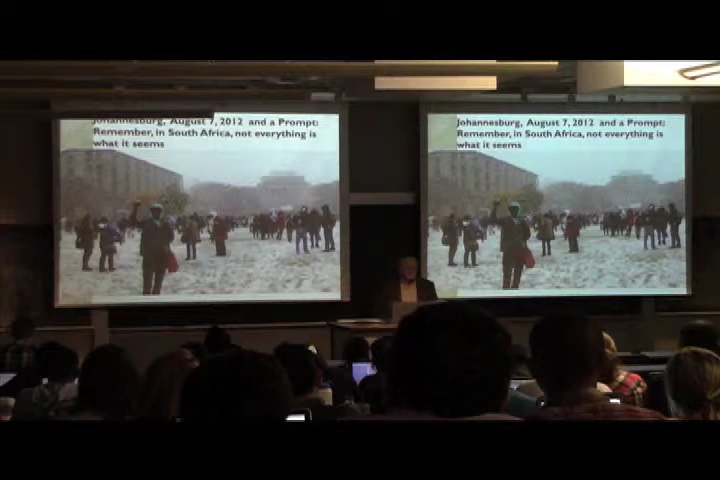 Johannesburg, August 7, 2012 and a Prompt:
Remember, in South Africa, not everything is
what it seems
Johannesburg, August 7, 2012 and a Prompt:
Remember, in South Africa, not everything is
what it seems